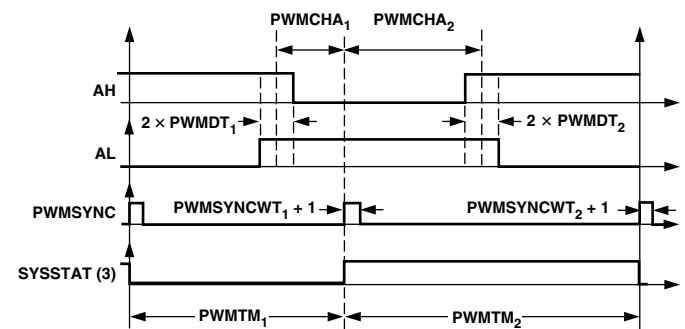 PWMCHA1 PWMCHA2
AH
2 × PWMDT1 2 × PWMDT2
AL
PWMSYNC PWMSYNCWT1 + 1 PWMSYNCWT2 + 1
SYSSTAT (3)
PWMTM1 PWMTM2